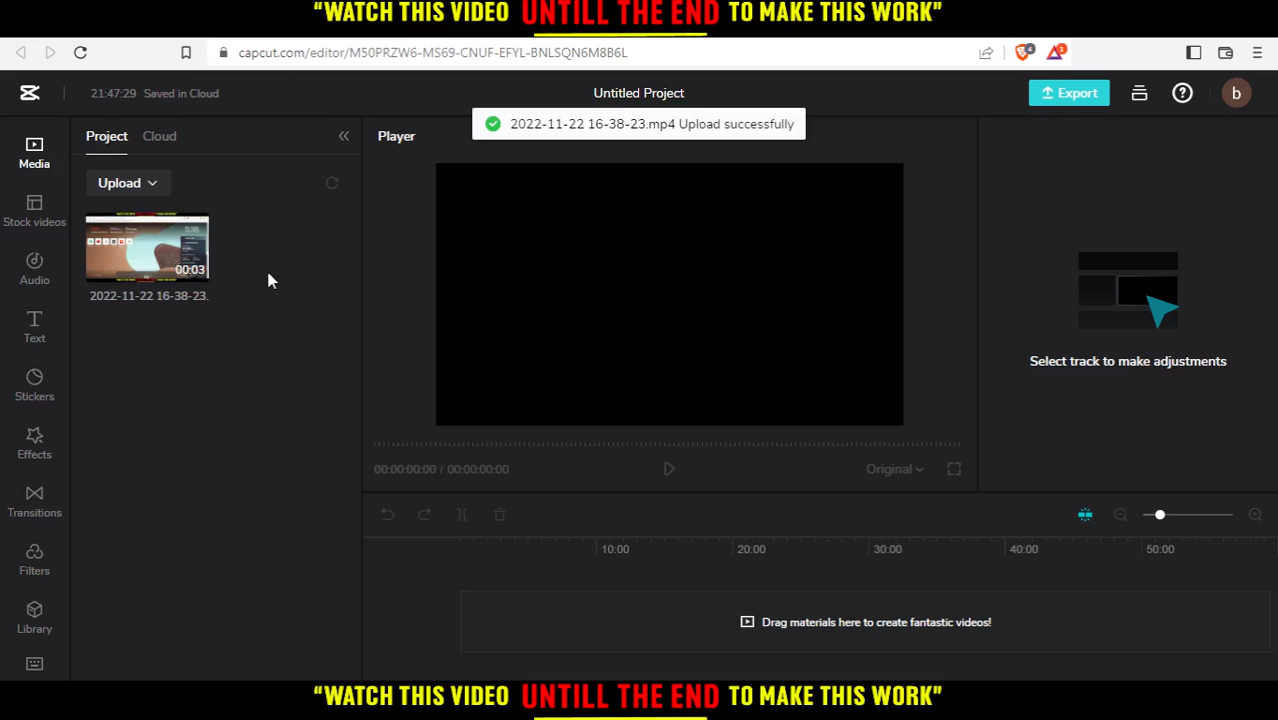 “WATCH THIS VIDEO UNTILL THE END TO MAKE THIS WORK”
capcut.com/editor/M50PRZW6-MS69-CNUF-EFYL-BNLSQN6M8B6L
4
1
21:47:29 Saved in Cloud
Untitled Project
Export
b
2022-11-22 16-38-23.mp4 Upload successfully
Project
Cloud
Player
Media
Upload
Stock videos
5:36
00:03
2022-11-22 16-38-23.
Audio
Text
Stickers
Effects
Transitions
Filters
Library
Select track to make adjustments
00:00:00:00 / 00:00:00:00
Original
10:00
20:00
30:00
40:00
50:00
Drag materials here to create fantastic videos!
“WATCH THIS VIDEO UNTILL THE END TO MAKE THIS WORK”